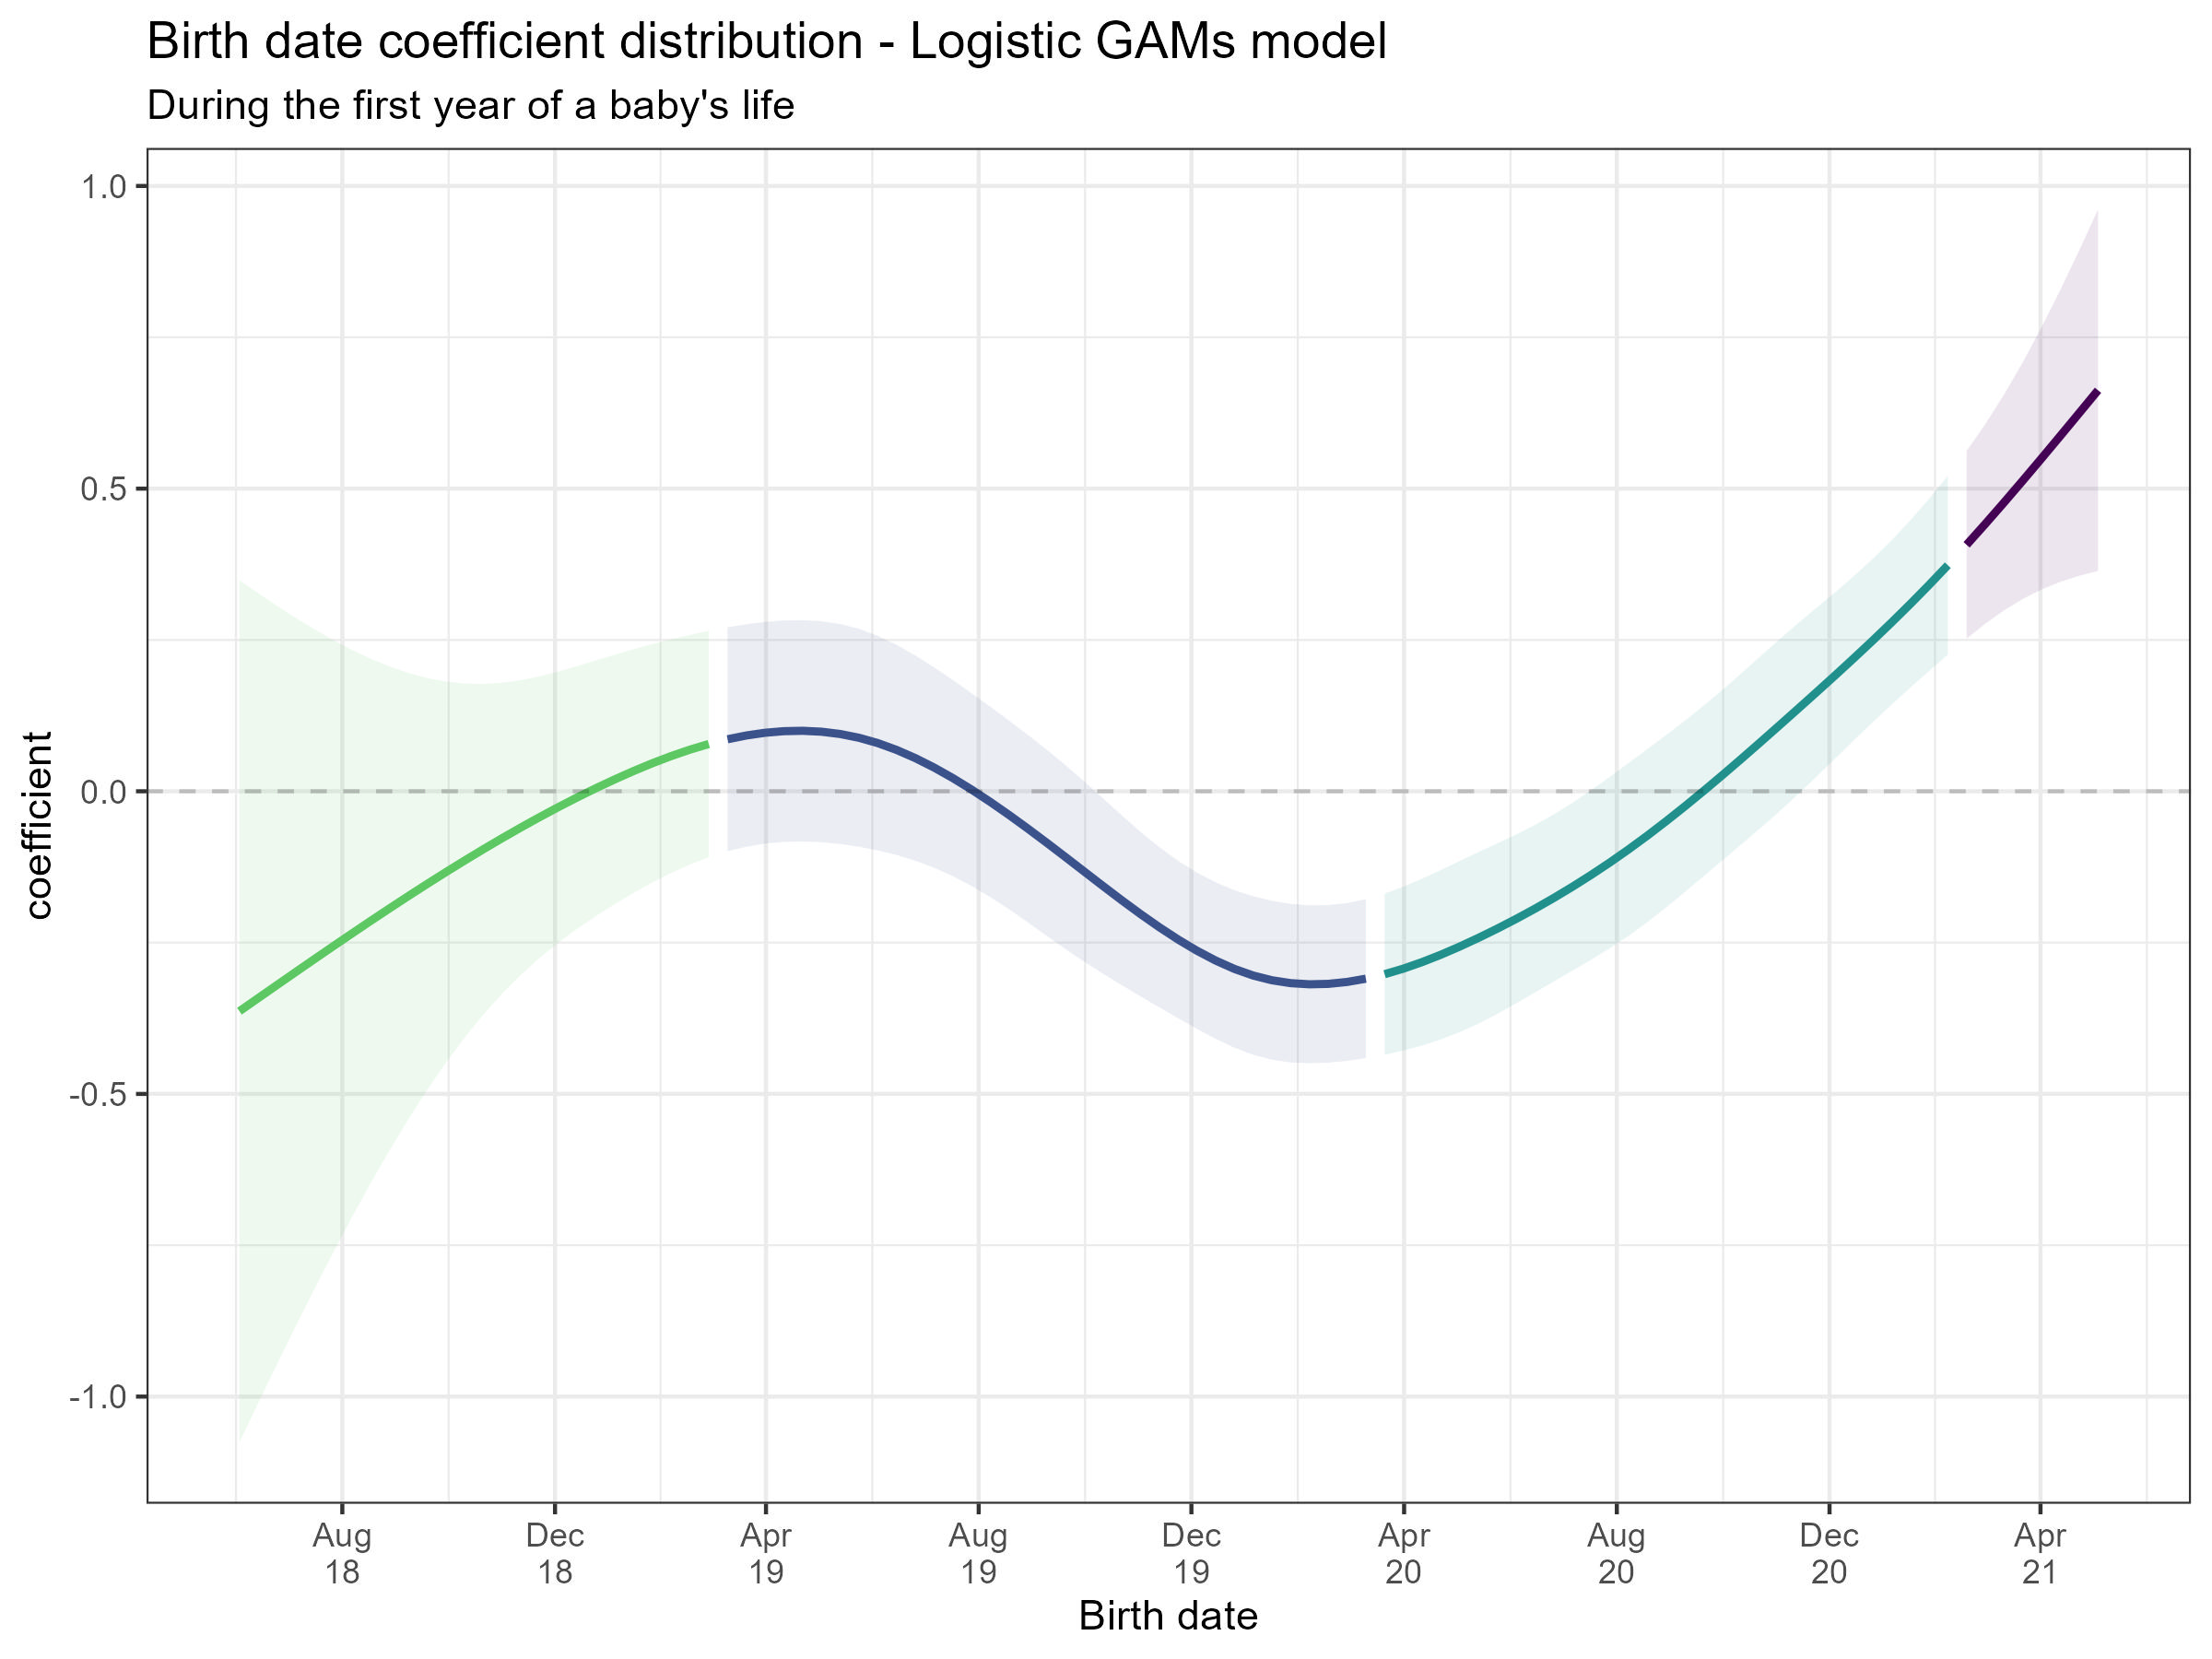 Birth date coefficient distribution - Logistic GAMs model
During the first year of a baby's life
coefficient
1.0
0.5
0.0
-0.5
-1.0
Aug Dec Apr Aug Dec Apr Aug Dec Apr
18 18 19 19 19 20 20 20 21
Birth date